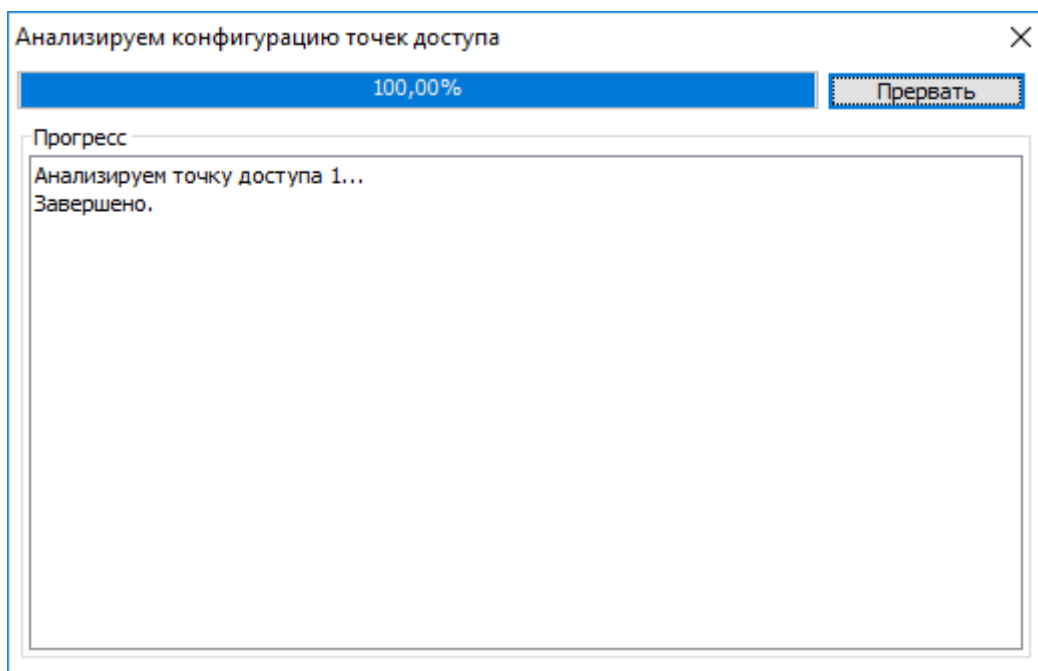 Анализируем конфигурацию точек доступа
100,00%
Прервать
Прогресс
Анализируем точку доступа 1...
Завершено.